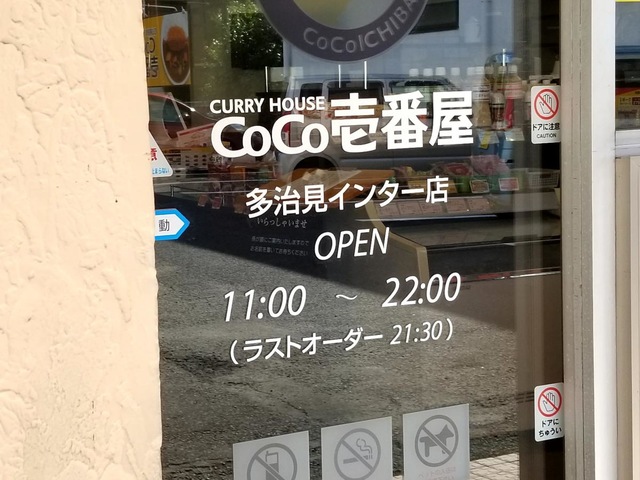 CoCoICHIBA
CURRY HOUSE
CoCo壱番屋
ドアに注意
CAUTION
多治見インター店
動
いらっしゃいませ
OPEN
11:00 ～ 22:00
(ラストオーダー 21:30)
ドアに
ちゅうい